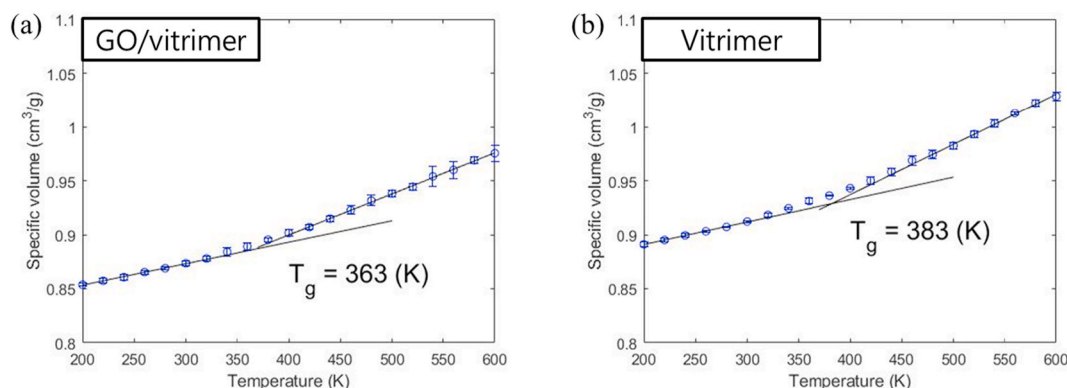 (a)
GO/vitrimer
1.1
1.05
1
0.95
0.9
0.85
0.8
Specific volume (cm³/g)
T_g = 363 (K)
200 250 300 350 400 450 500 550 600
Temperature (K)
(b)
Vitrimer
1.1
1.05
1
0.95
0.9
0.85
0.8
Specific volume (cm³/g)
T_g = 383 (K)
200 250 300 350 400 450 500 550 600
Temperature (K)